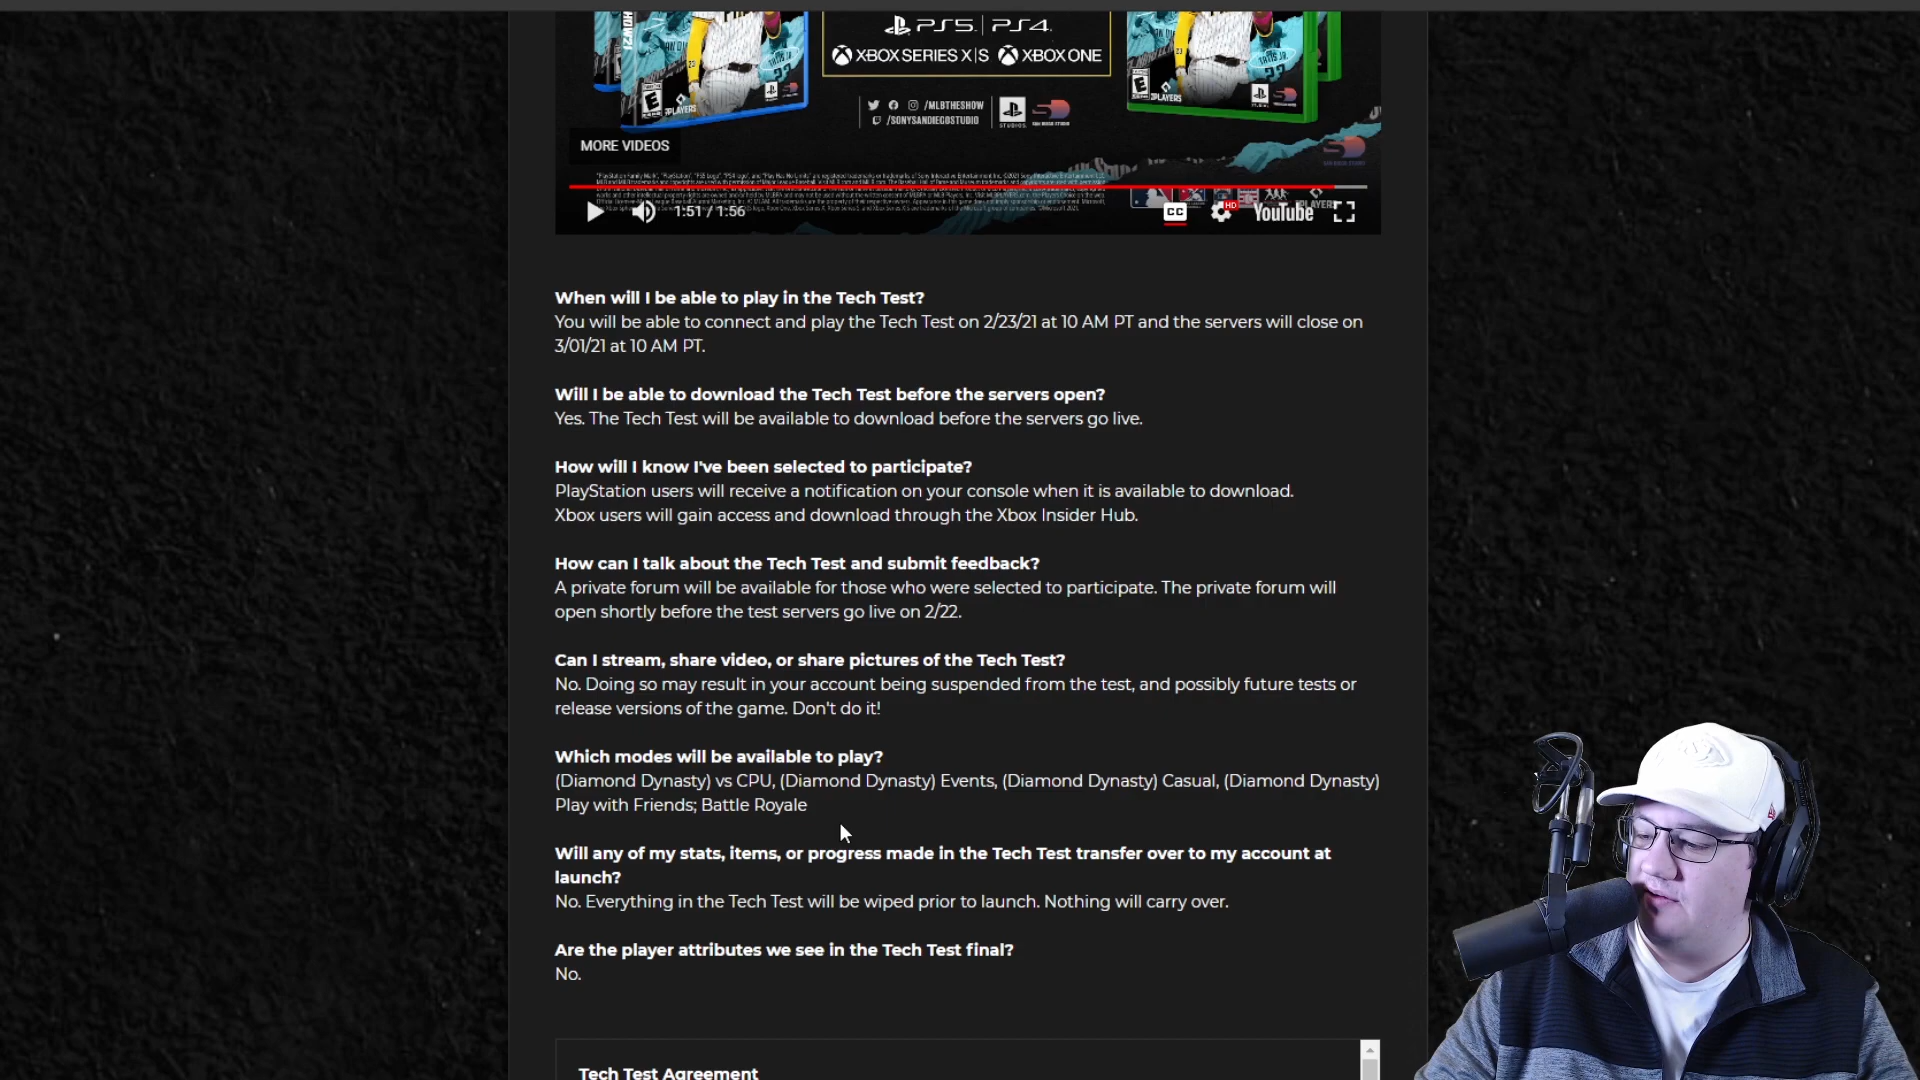 PS5 | PS4
XBOX SERIES X|S XBOX ONE
/MLBTHESHOW
/SONYSANDIEGOSTUDIO
MORE VIDEOS
1:51 / 1:56
CC
HD
YouTube
When will I be able to play in the Tech Test?
You will be able to connect and play the Tech Test on 2/23/21 at 10 AM PT and the servers will close on
3/01/21 at 10 AM PT.
Will I be able to download the Tech Test before the servers open?
Yes. The Tech Test will be available to download before the servers go live.
How will I know I've been selected to participate?
PlayStation users will receive a notification on your console when it is available to download.
Xbox users will gain access and download through the Xbox Insider Hub.
How can I talk about the Tech Test and submit feedback?
A private forum will be available for those who were selected to participate. The private forum will
open shortly before the test servers go live on 2/22.
Can I stream, share video, or share pictures of the Tech Test?
No. Doing so may result in your account being suspended from the test, and possibly future tests or
release versions of the game. Don't do it!
Which modes will be available to play?
(Diamond Dynasty) vs CPU, (Diamond Dynasty) Events, (Diamond Dynasty) Casual, (Diamond Dynasty)
Play with Friends; Battle Royale
Will any of my stats, items, or progress made in the Tech Test transfer over to my account at
launch?
No. Everything in the Tech Test will be wiped prior to launch. Nothing will carry over.
Are the player attributes we see in the Tech Test final?
No.
Tech Test Agreement